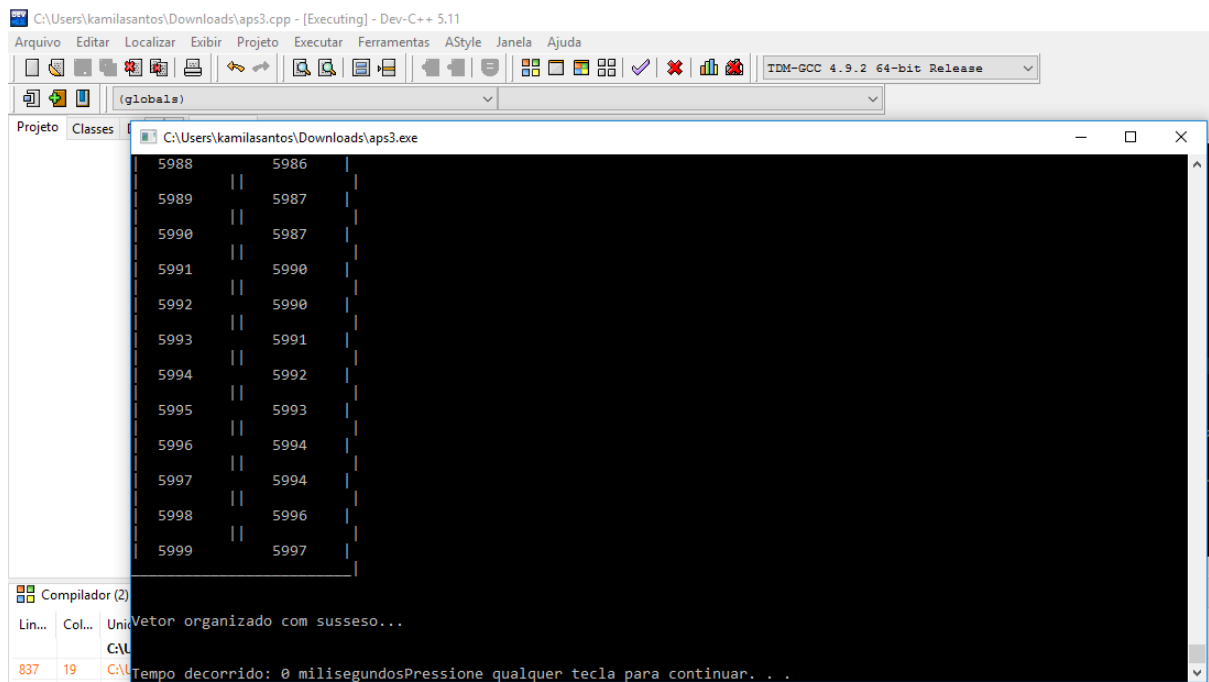 C:\Users\kamilasantos\Downloads\aps3.cpp - [Executing] - Dev-C++ 5.11
Arquivo Editar Localizar Exibir Projeto Executar Ferramentas AStyle Janela Ajuda
TDM-GCC 4.9.2 64-bit Release
(globals)
Projeto Classes
C:\Users\kamilasantos\Downloads\aps3.exe
| 5988 5986 |
| || |
| 5989 5987 |
| || |
| 5990 5987 |
| || |
| 5991 5990 |
| || |
| 5992 5990 |
| || |
| 5993 5991 |
| || |
| 5994 5992 |
| || |
| 5995 5993 |
| || |
| 5996 5994 |
| || |
| 5997 5994 |
| || |
| 5998 5996 |
| || |
| 5999 5997 |
_________________________|
Compilador (2)
Lin... Col... Unid
Vetor organizado com susseso...
C:\U
837 19 C:\U
Tempo decorrido: 0 milisegundosPressione qualquer tecla para continuar. . .